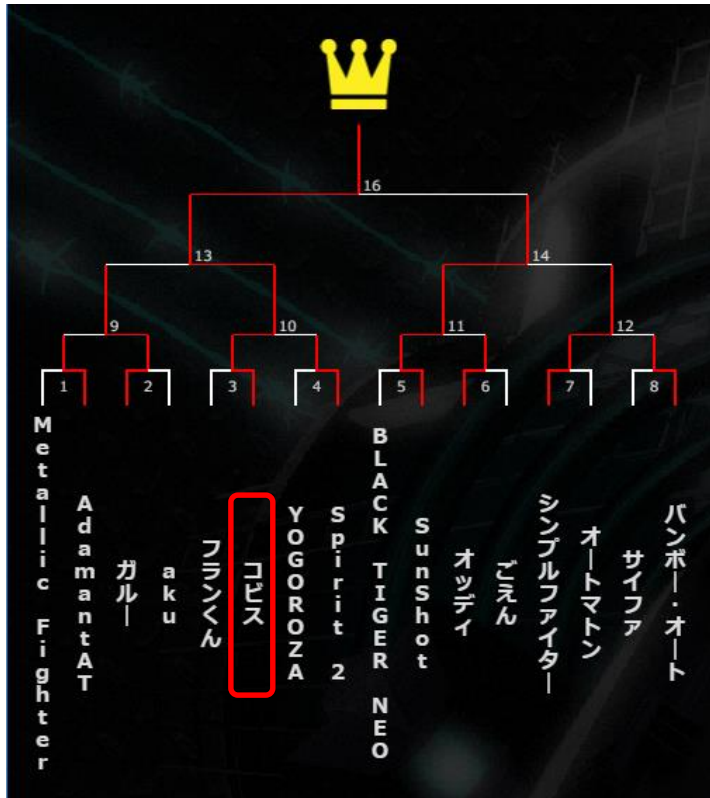 16
13
14
9
10
11
12
1
2
3
4
5
6
7
8
Metallic Fighter
AdamantAT
ガルー
aku
フランくん
コビス
YOGOROZA
Spirit 2
BLACK TIGER NEO
SunShot
オッディ
ごえん
シンプルファイター
オートマトン
サイファ
バンボー・オート